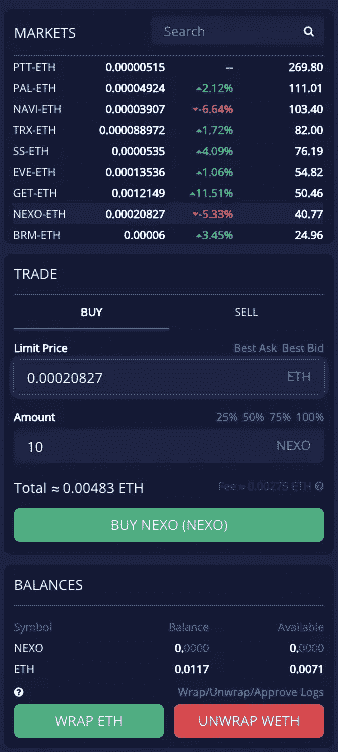 MARKETS Search
PTT-ETH 0.00000515 -- 269.80
PAL-ETH 0.00004924 2.12% 111.01
NAVI-ETH 0.00003907 -6.64% 103.40
TRX-ETH 0.000088972 1.72% 82.00
SS-ETH 0.0000535 4.09% 76.19
EVE-ETH 0.00013536 1.06% 54.82
GET-ETH 0.0012149 11.51% 50.46
NEXO-ETH 0.00020827 -5.33% 40.77
BRM-ETH 0.00006 3.45% 24.96
TRADE
BUY SELL
Limit Price Best Ask Best Bid
0.00020827 ETH
Amount 25% 50% 75% 100%
10 NEXO
Total ≈ 0.00483 ETH Fee ≈ 0.00275 ETH
BUY NEXO (NEXO)
BALANCES
Symbol Balance Available
NEXO 0.0000 0.0000
ETH 0.0117 0.0071
Wrap/Unwrap/Approve Logs
WRAP ETH UNWRAP WETH